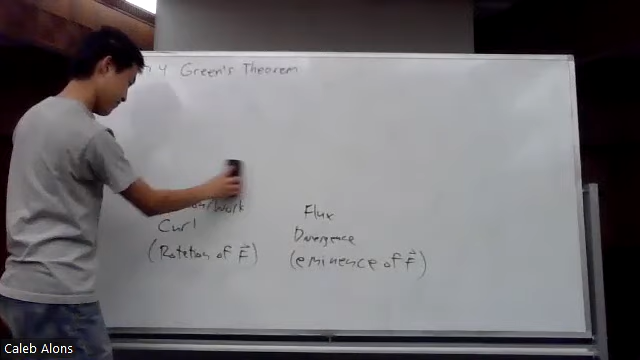 4 Green's Theorem
/Work
Flux
Curl
Divergence
(Rotation of F⃗)
(eminence of F⃗)
Caleb Alons